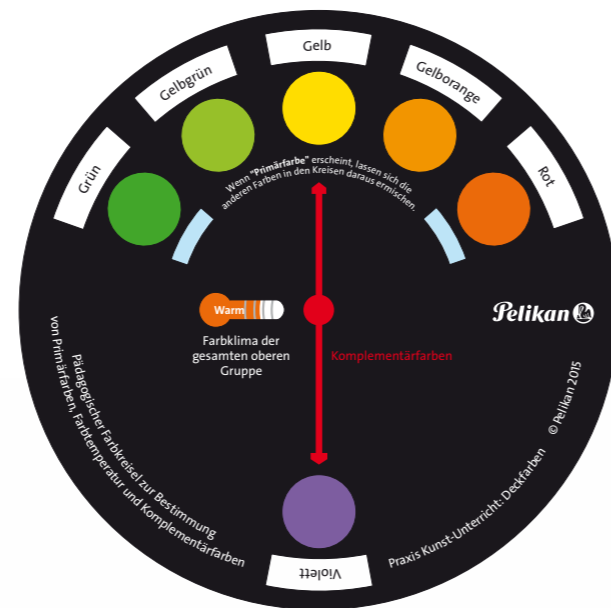 Grün
Gelbgrün
Gelb
Gelborange
Rot
Wenn "Primärfarbe" erscheint, lassen sich die
anderen Farben in den Kreisen daraus ermischen.
Warm
Farbklima der
gesamten oberen
Gruppe
Komplementärfarben
Pelikan
Pädagogischer Farbkreisel zur Bestimmung
von Primärfarben, Farbtemperatur und Komplementärfarben
Praxis Kunst-Unterricht: Deckfarben © Pelikan 2015
Violett